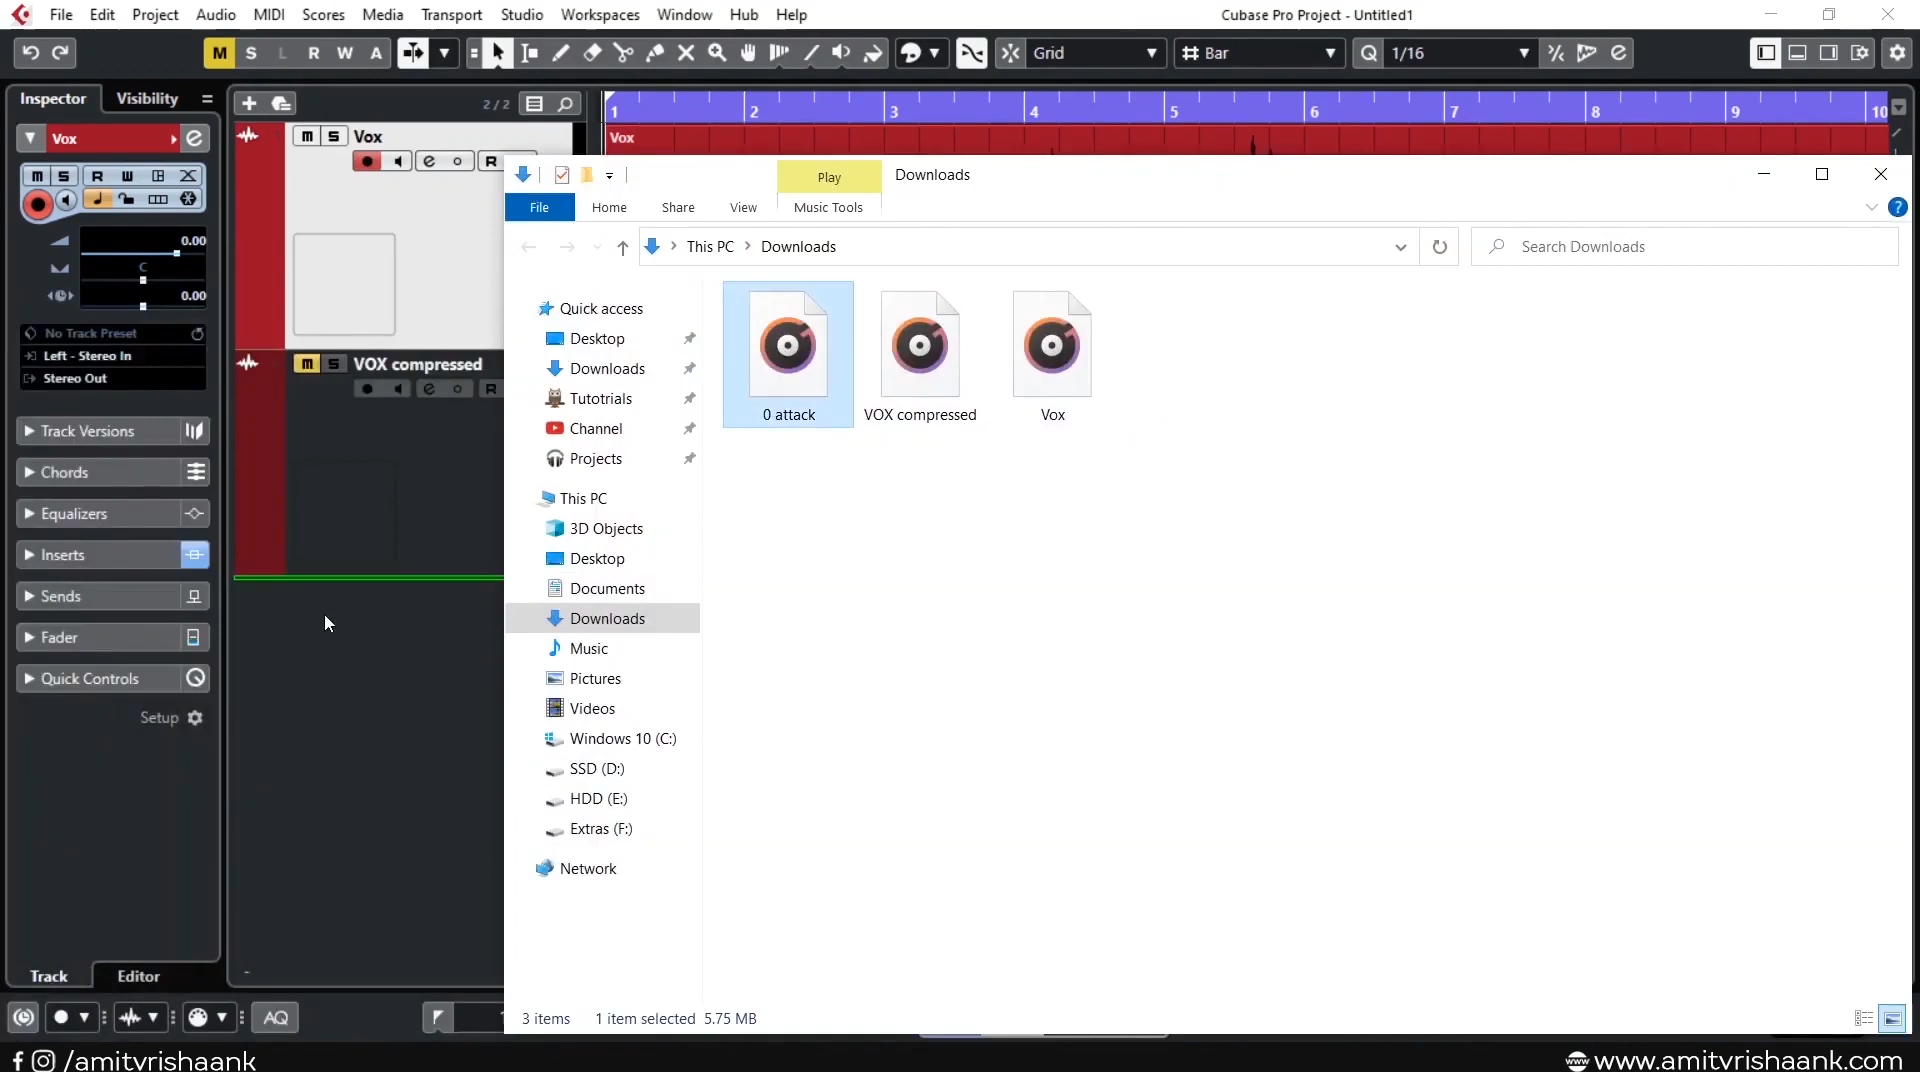 File Edit Project Audio MIDI Scores Media Transport Studio Workspaces Window Hub Help Cubase Pro Project - Untitled1
M S L R W A Grid Bar Q 1/16
Inspector Visibility 2 / 2 1 2 3 4 5 6 7 8 9 10
Vox m S Vox Vox
R
m S R W
0.00
C
0.00
No Track Preset
Left - Stereo In
Stereo Out
m S VOX compressed
R
Track Versions
Chords
Equalizers
Inserts
Sends
Fader
Quick Controls
Setup
Track Editor
AQ
Play Downloads
File Home Share View Music Tools
This PC Downloads Search Downloads
Quick access
Desktop
Downloads
Tutotrials
Channel
Projects
This PC
3D Objects
Desktop
Documents
Downloads
Music
Pictures
Videos
Windows 10 (C:)
SSD (D:)
HDD (E:)
Extras (F:)
Network
0 attack VOX compressed Vox
3 items 1 item selected 5.75 MB
/amitvrishaank www.amitvrishaank.com